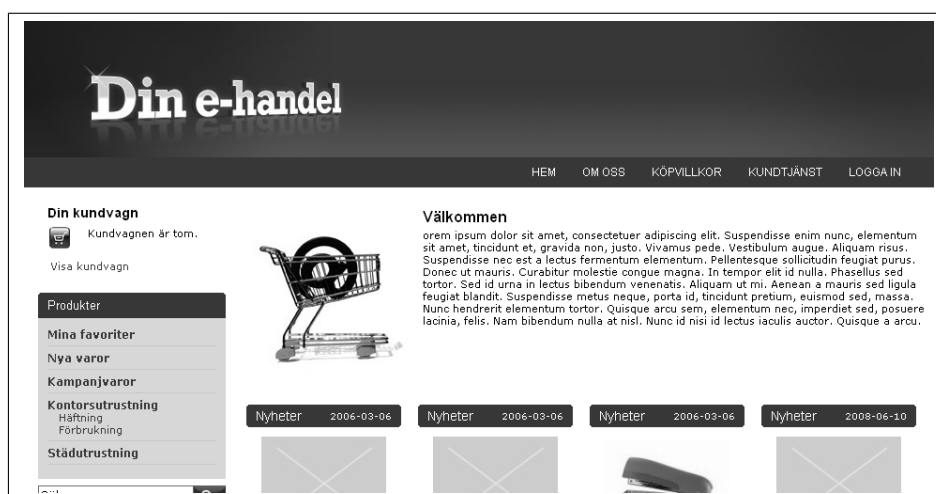 Din e-handel
HEM OM OSS KÖPVILLKOR KUNDTJÄNST LOGGA IN
Din kundvagn
Kundvagnen är tom.
Visa kundvagn
Produkter
Mina favoriter
Nya varor
Kampanjvaror
Kontorsutrustning
Häftning
Förbrukning
Städutrustning
Välkommen
orem ipsum dolor sit amet, consectetuer adipiscing elit. Suspendisse enim nunc, elementum
sit amet, tincidunt et, gravida non, justo. Vivamus pede. Vestibulum augue. Aliquam risus.
Suspendisse nec est a lectus fermentum elementum. Pellentesque sollicitudin feugiat purus.
Donec ut mauris. Curabitur molestie congue magna. In tempor elit id nulla. Phasellus sed
tortor. Sed id urna in lectus bibendum venenatis. Aliquam ut mi. Aenean a mauris sed ligula
feugiat blandit. Suspendisse metus neque, porta id, tincidunt pretium, euismod sed, massa.
Nunc hendrerit elementum tortor. Quisque arcu sem, elementum nec, imperdiet sed, posuere
lacinia, felis. Nam bibendum nulla at nisl. Nunc id nisi id lectus iaculis auctor. Quisque a arcu.
Nyheter 2006-03-06
Nyheter 2006-03-06
Nyheter 2006-03-06
Nyheter 2008-06-10